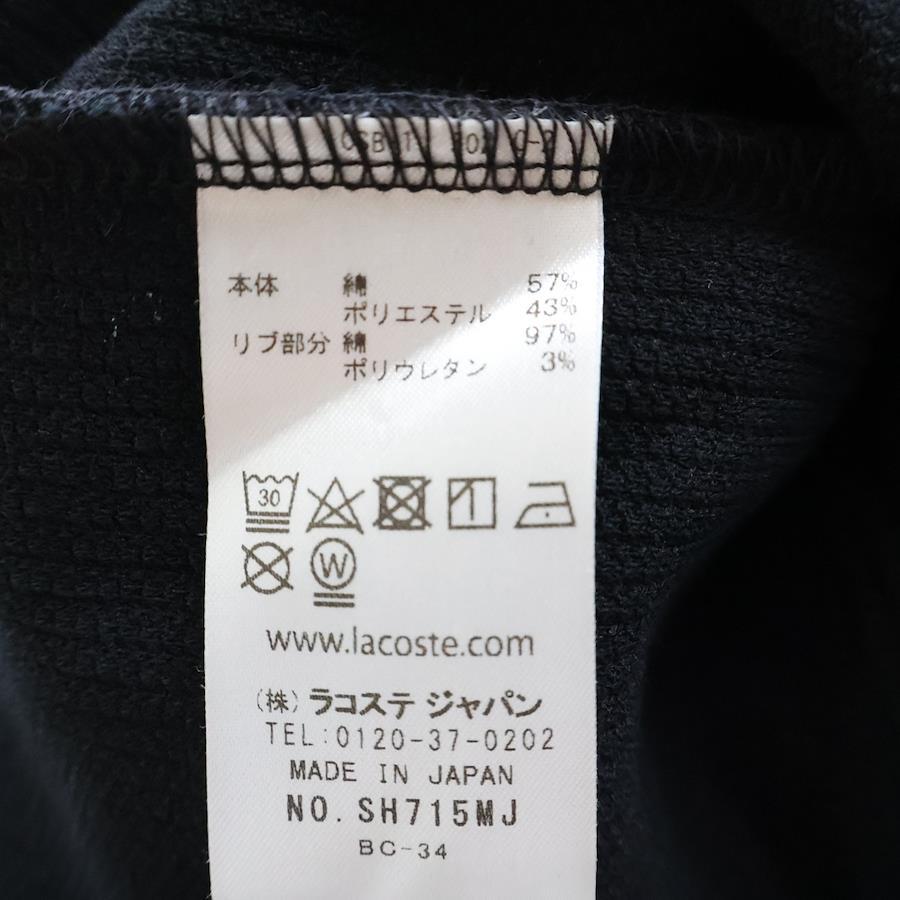 本体 綿 57%
ポリエステル 43%
リブ部分 綿 97%
ポリウレタン 3%
30
W
www.lacoste.com
(株) ラコステ ジャパン
TEL:0120-37-0202
MADE IN JAPAN
NO. SH715MJ
BC-34